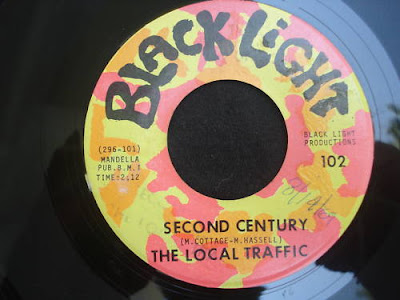 BLACK LIGHT
(296-101)
MANDELLA
PUB.B.M.I
TIME:2:12
BLACK LIGHT
PRODUCTIONS
102
SECOND CENTURY
(M.COTTAGE-M.HASSELL)
THE LOCAL TRAFFIC